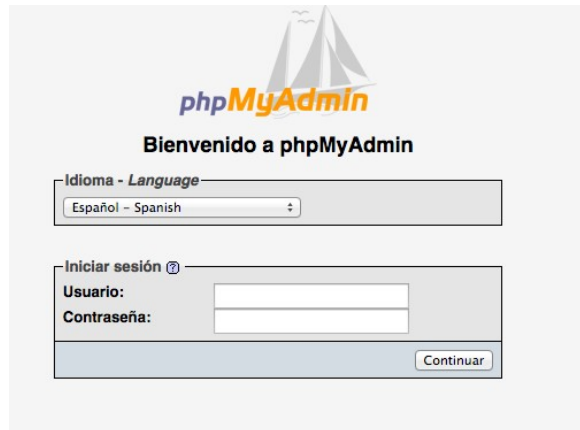 phpMyAdmin
Bienvenido a phpMyAdmin
Idioma - Language
Español - Spanish
Iniciar sesión ?
Usuario:
Contraseña:
Continuar